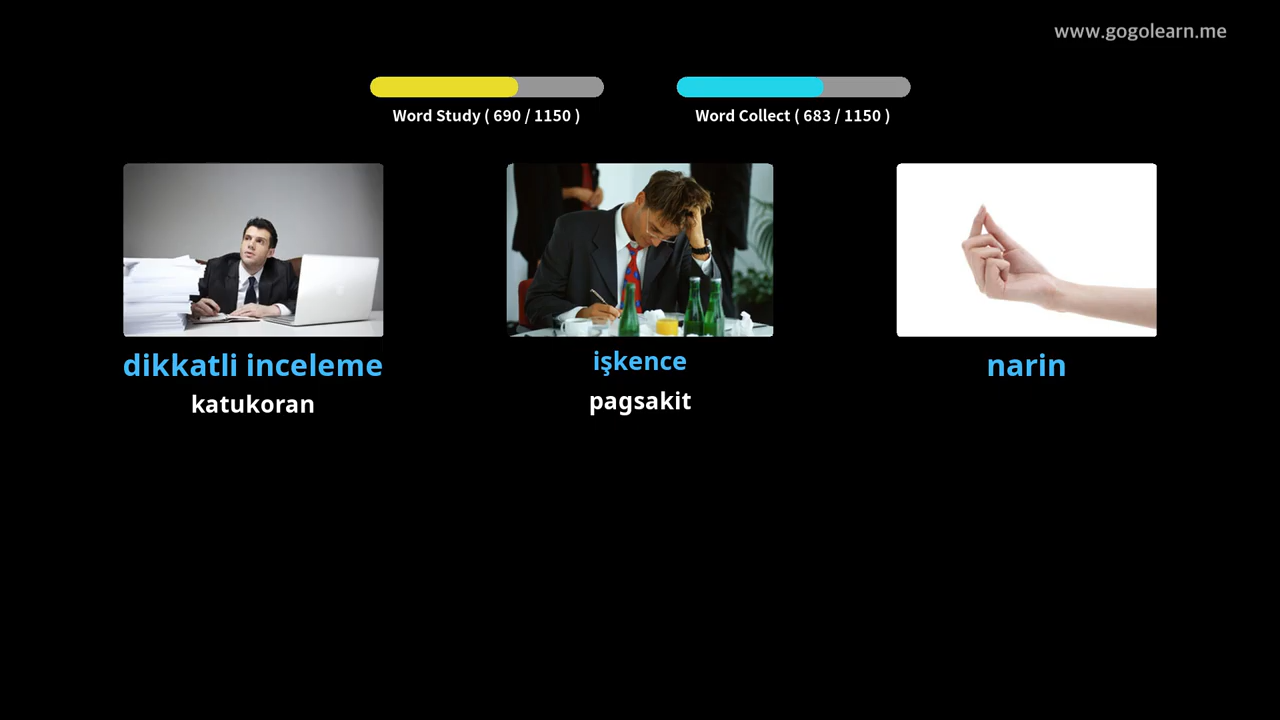 www.gogolearn.me
Word Study ( 690 / 1150 )
Word Collect ( 683 / 1150 )
dikkatli inceleme
katukoran
işkence
pagsakit
narin